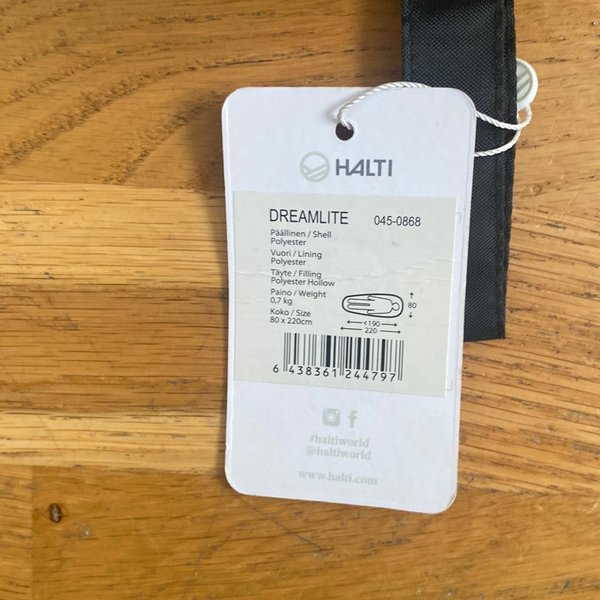 HALTI
DREAMLITE 045-0868
Päällinen / Shell
Polyester
Vuori / Lining
Polyester
Täyte / Filling
Polyester Hollow
Paino / Weight
0,7 kg
Koko / Size
80 x 220cm
80
<190
220
6 438361 244797
#haltiworld
@haltiworld
www.halti.com